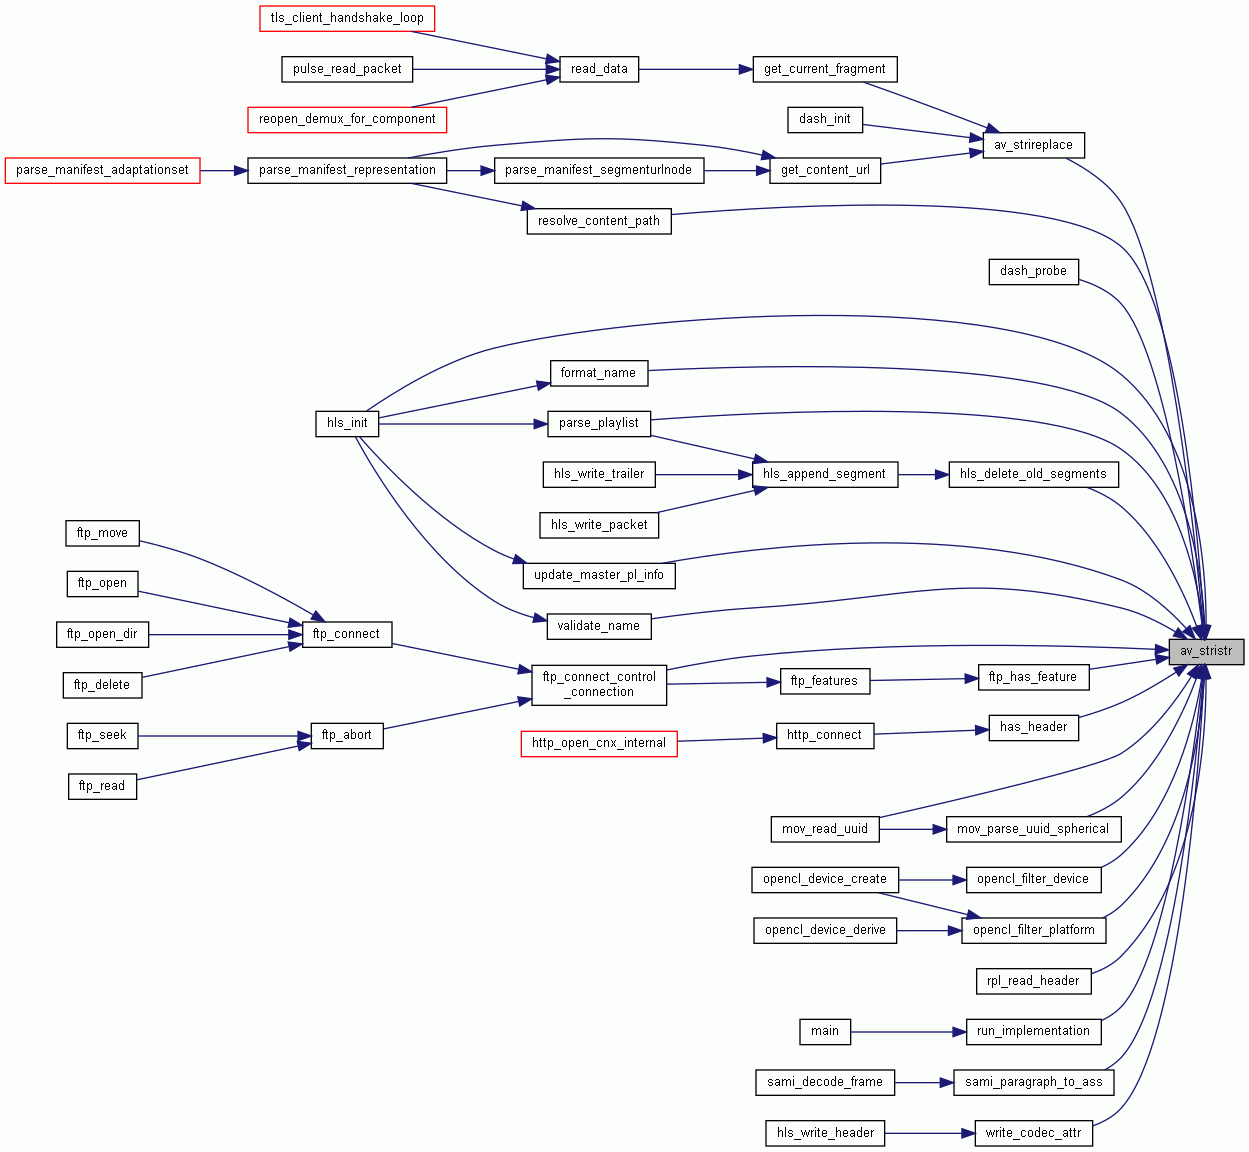 tls_client_handshake_loop
pulse_read_packet
read_data
get_current_fragment
reopen_demux_for_component
dash_init
av_strireplace
parse_manifest_adaptationset
parse_manifest_representation
parse_manifest_segmenturlnode
get_content_url
resolve_content_path
dash_probe
format_name
hls_init
parse_playlist
hls_write_trailer
hls_append_segment
hls_delete_old_segments
hls_write_packet
ftp_move
update_master_pl_info
ftp_open
validate_name
ftp_open_dir
ftp_connect
av_stristr
ftp_delete
ftp_connect_control
_connection
ftp_features
ftp_has_feature
ftp_seek
ftp_abort
http_open_cnx_internal
http_connect
has_header
ftp_read
mov_read_uuid
mov_parse_uuid_spherical
opencl_device_create
opencl_filter_device
opencl_device_derive
opencl_filter_platform
rpl_read_header
main
run_implementation
sami_decode_frame
sami_paragraph_to_ass
hls_write_header
write_codec_attr